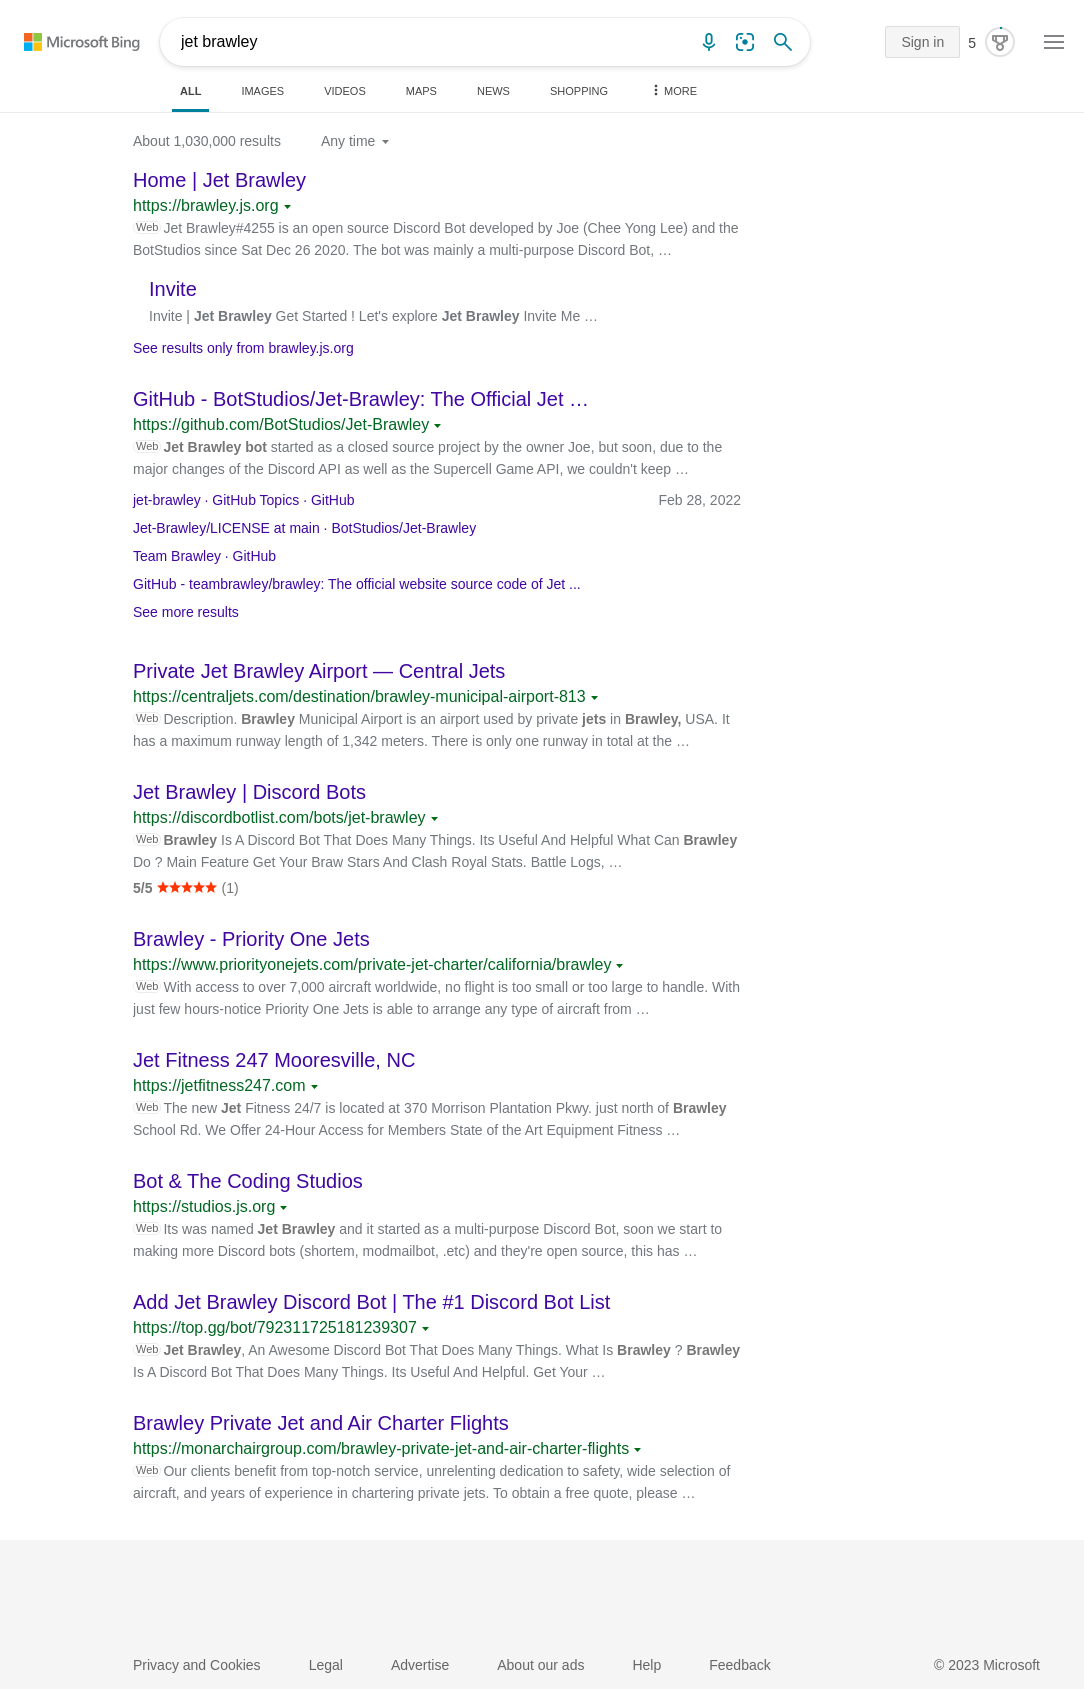 Microsoft Bing
jet brawley
Sign in
5
ALL
IMAGES
VIDEOS
MAPS
NEWS
SHOPPING
MORE
About 1,030,000 results
Any time
Home | Jet Brawley
https://brawley.js.org
Web Jet Brawley#4255 is an open source Discord Bot developed by Joe (Chee Yong Lee) and the
BotStudios since Sat Dec 26 2020. The bot was mainly a multi-purpose Discord Bot, …
Invite
Invite | Jet Brawley Get Started ! Let's explore Jet Brawley Invite Me …
See results only from brawley.js.org
GitHub - BotStudios/Jet-Brawley: The Official Jet …
https://github.com/BotStudios/Jet-Brawley
Web Jet Brawley bot started as a closed source project by the owner Joe, but soon, due to the
major changes of the Discord API as well as the Supercell Game API, we couldn't keep …
jet-brawley · GitHub Topics · GitHub
Feb 28, 2022
Jet-Brawley/LICENSE at main · BotStudios/Jet-Brawley
Team Brawley · GitHub
GitHub - teambrawley/brawley: The official website source code of Jet ...
See more results
Private Jet Brawley Airport — Central Jets
https://centraljets.com/destination/brawley-municipal-airport-813
Web Description. Brawley Municipal Airport is an airport used by private jets in Brawley, USA. It
has a maximum runway length of 1,342 meters. There is only one runway in total at the …
Jet Brawley | Discord Bots
https://discordbotlist.com/bots/jet-brawley
Web Brawley Is A Discord Bot That Does Many Things. Its Useful And Helpful What Can Brawley
Do ? Main Feature Get Your Braw Stars And Clash Royal Stats. Battle Logs, …
5/5 ★★★★★ (1)
Brawley - Priority One Jets
https://www.priorityonejets.com/private-jet-charter/california/brawley
Web With access to over 7,000 aircraft worldwide, no flight is too small or too large to handle. With
just few hours-notice Priority One Jets is able to arrange any type of aircraft from …
Jet Fitness 247 Mooresville, NC
https://jetfitness247.com
Web The new Jet Fitness 24/7 is located at 370 Morrison Plantation Pkwy. just north of Brawley
School Rd. We Offer 24-Hour Access for Members State of the Art Equipment Fitness …
Bot & The Coding Studios
https://studios.js.org
Web Its was named Jet Brawley and it started as a multi-purpose Discord Bot, soon we start to
making more Discord bots (shortem, modmailbot, .etc) and they're open source, this has …
Add Jet Brawley Discord Bot | The #1 Discord Bot List
https://top.gg/bot/792311725181239307
Web Jet Brawley, An Awesome Discord Bot That Does Many Things. What Is Brawley ? Brawley
Is A Discord Bot That Does Many Things. Its Useful And Helpful. Get Your …
Brawley Private Jet and Air Charter Flights
https://monarchairgroup.com/brawley-private-jet-and-air-charter-flights
Web Our clients benefit from top-notch service, unrelenting dedication to safety, wide selection of
aircraft, and years of experience in chartering private jets. To obtain a free quote, please …
Privacy and Cookies
Legal
Advertise
About our ads
Help
Feedback
© 2023 Microsoft